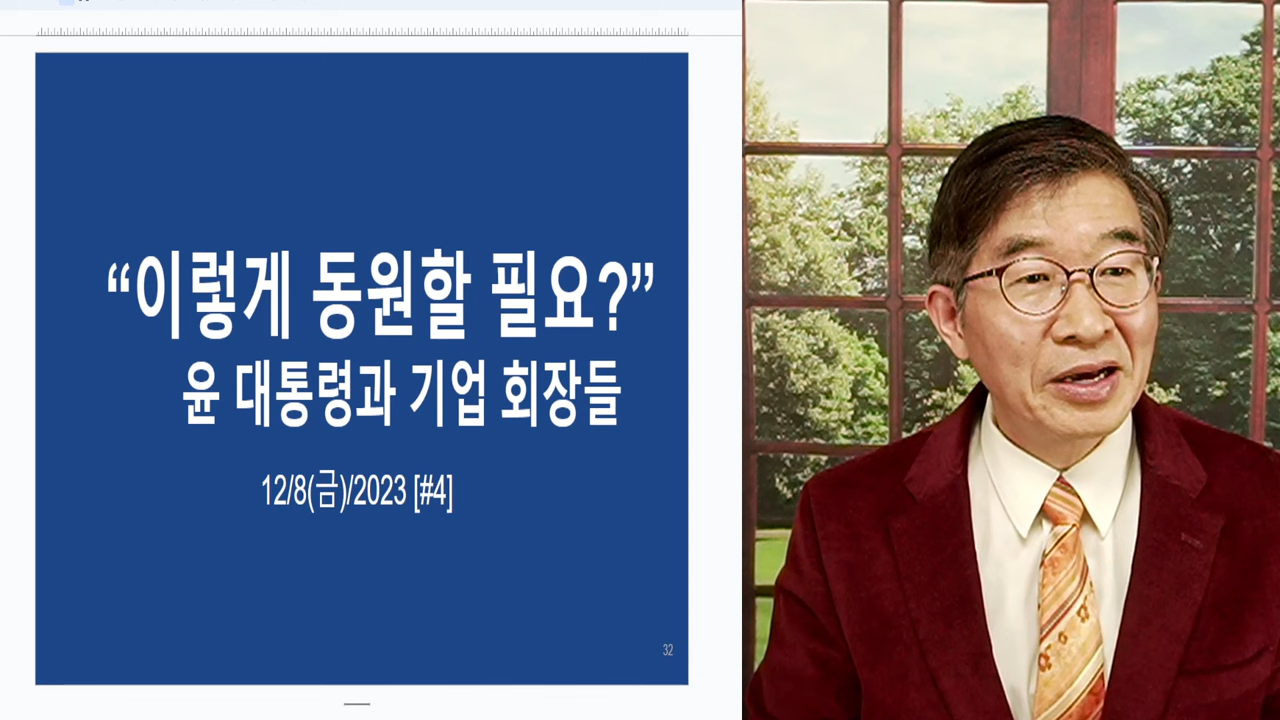 “이렇게 동원할 필요?”
윤 대통령과 기업 회장들
12/8(금)/2023 [#4]
32